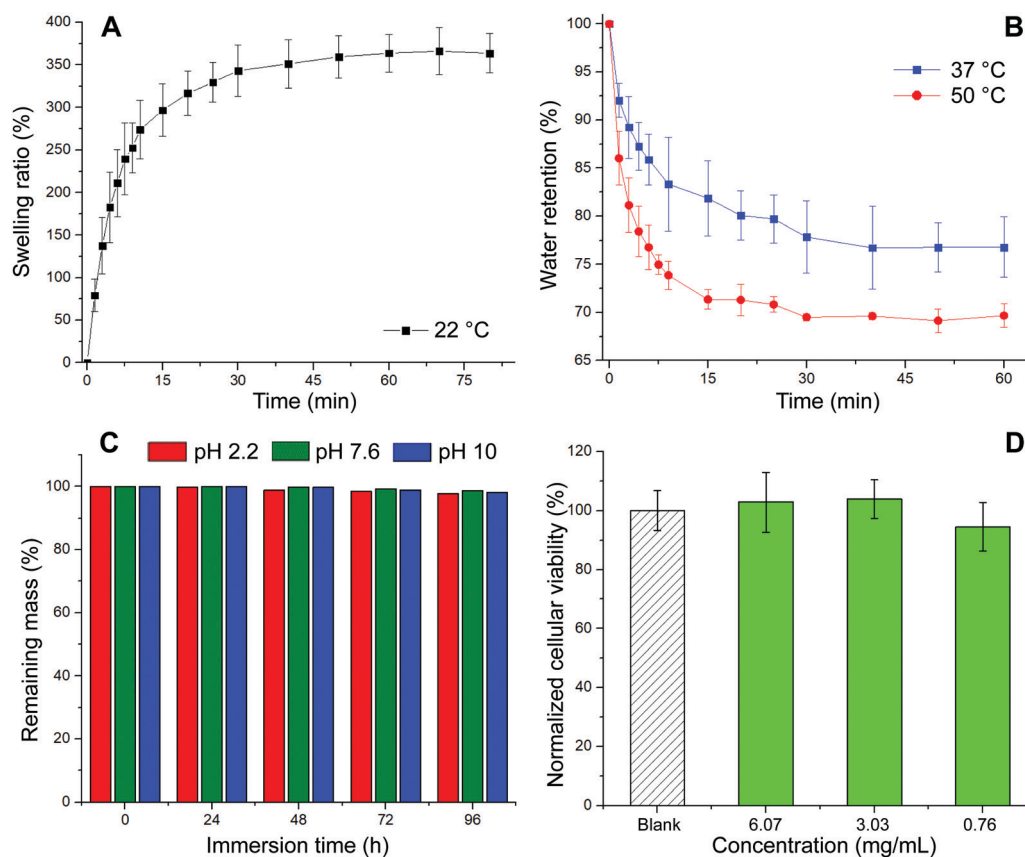 A
Swelling ratio (%)
400
350
300
250
200
150
100
50
0
22 °C
0 15 30 45 60 75
Time (min)
B
Water retention (%)
100
95
90
85
80
75
70
65
37 °C
50 °C
0 15 30 45 60
Time (min)
C
pH 2.2 pH 7.6 pH 10
Remaining mass (%)
100
80
60
40
20
0
0 24 48 72 96
Immersion time (h)
D
Normalized cellular viability (%)
120
100
80
60
40
20
0
Blank 6.07 3.03 0.76
Concentration (mg/mL)